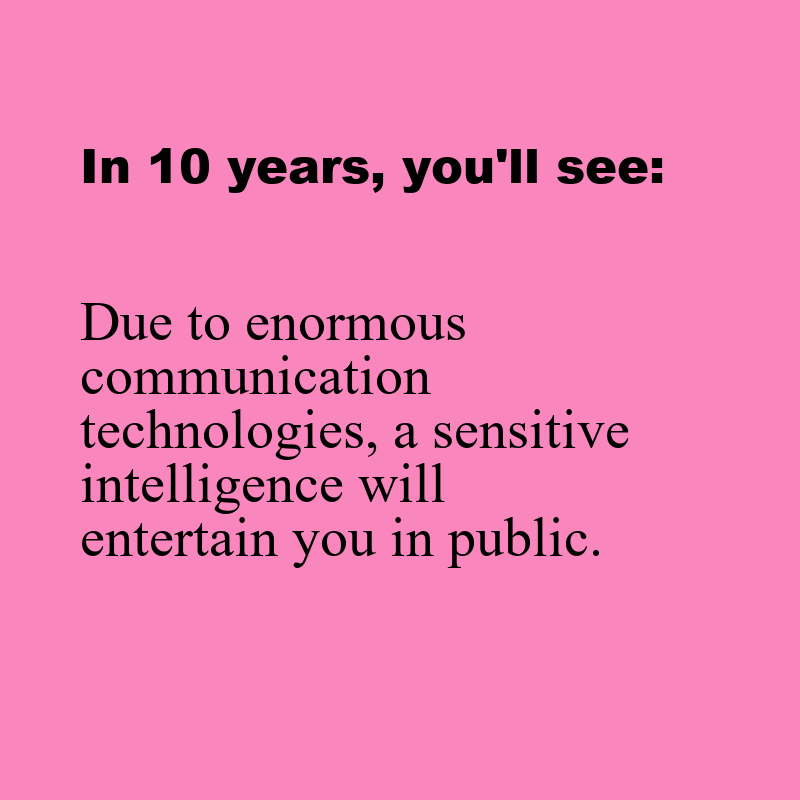 In 10 years, you'll see:
Due to enormous
communication
technologies, a sensitive
intelligence will
entertain you in public.